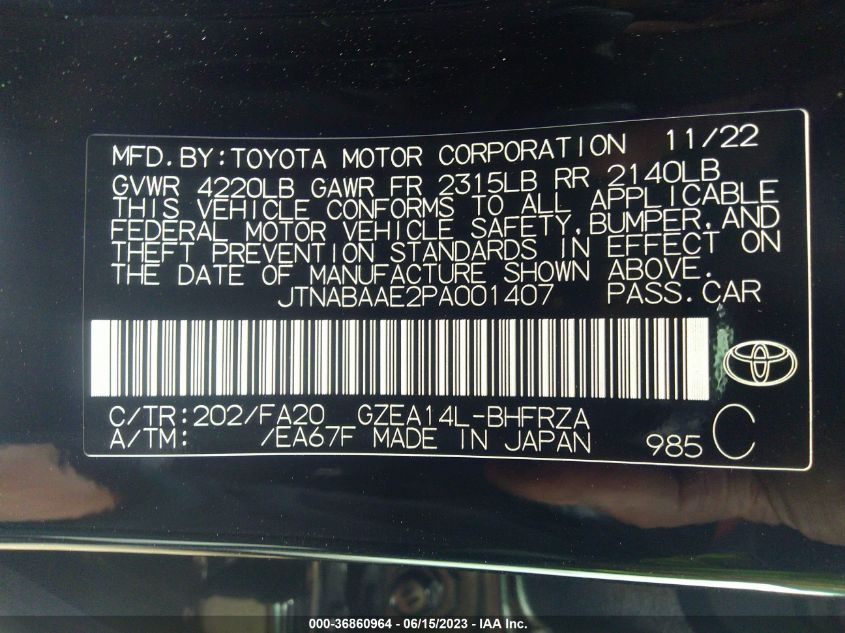 MFD.BY:TOYOTA MOTOR CORPORATION 11/22
GVWR 4220LB GAWR FR 2315LB RR 2140LB
THIS VEHICLE CONFORMS TO ALL APPLICABLE
FEDERAL MOTOR VEHICLE SAFETY,BUMPER,AND
THEFT PREVENTION STANDARDS IN EFFECT ON
THE DATE OF MANUFACTURE SHOWN ABOVE.
JTNABAAE2PA001407 PASS.CAR
C/TR:202/FA20 GZEA14L-BHFRZA
A/TM: /EA67F MADE IN JAPAN 985 C
000-36860964 - 06/15/2023 - IAA Inc.